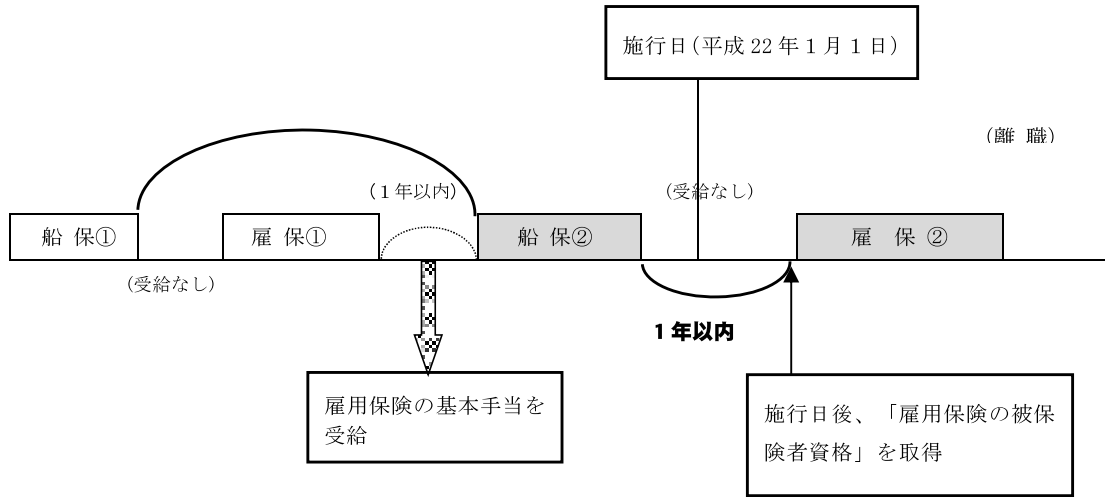 施行日（平成 22 年 1 月 1 日）
（離 職）
（１年以内）
（受給なし）
船 保①
雇 保①
船 保②
雇 保 ②
（受給なし）
１年以内
雇用保険の基本手当を
受給
施行日後、「雇用保険の被保
険者資格」を取得